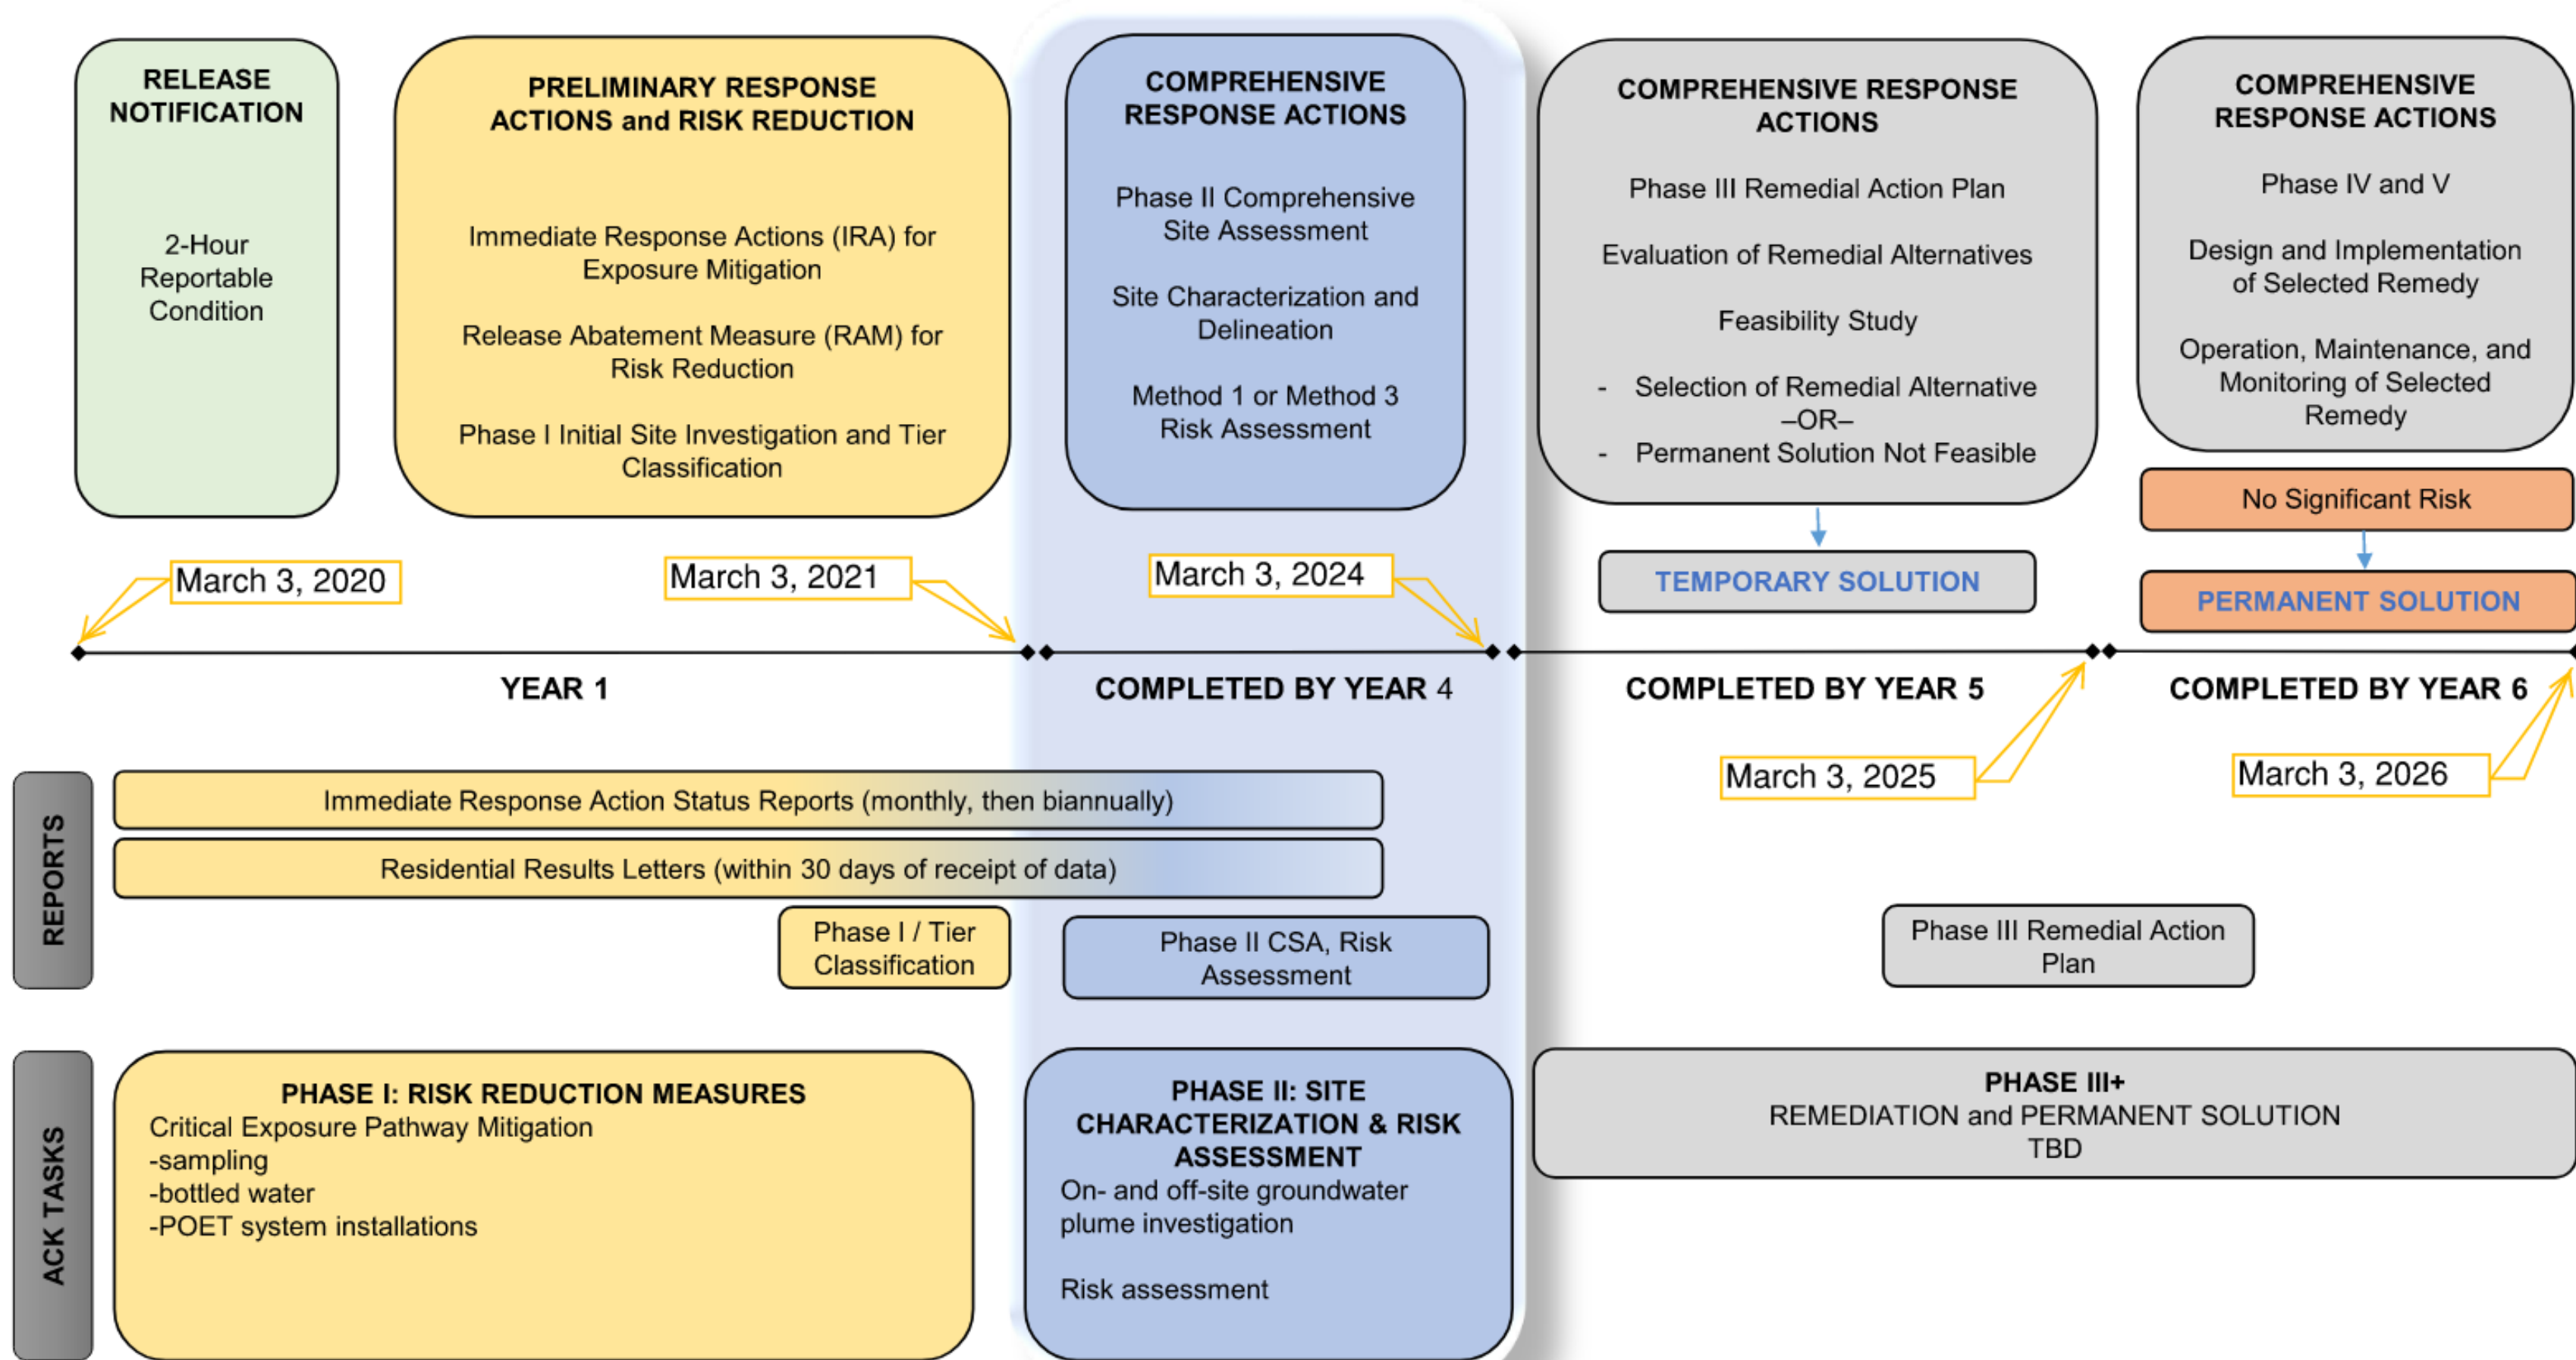 RELEASE
NOTIFICATION
2-Hour
Reportable
Condition
PRELIMINARY RESPONSE
ACTIONS and RISK REDUCTION
Immediate Response Actions (IRA) for
Exposure Mitigation
Release Abatement Measure (RAM) for
Risk Reduction
Phase I Initial Site Investigation and Tier
Classification
COMPREHENSIVE
RESPONSE ACTIONS
Phase II Comprehensive
Site Assessment
Site Characterization and
Delineation
Method 1 or Method 3
Risk Assessment
COMPREHENSIVE RESPONSE
ACTIONS
Phase III Remedial Action Plan
Evaluation of Remedial Alternatives
Feasibility Study
- Selection of Remedial Alternative
–OR–
- Permanent Solution Not Feasible
COMPREHENSIVE
RESPONSE ACTIONS
Phase IV and V
Design and Implementation
of Selected Remedy
Operation, Maintenance, and
Monitoring of Selected
Remedy
No Significant Risk
TEMPORARY SOLUTION
PERMANENT SOLUTION
March 3, 2020
March 3, 2021
March 3, 2024
YEAR 1
COMPLETED BY YEAR 4
COMPLETED BY YEAR 5
COMPLETED BY YEAR 6
March 3, 2025
March 3, 2026
REPORTS
Immediate Response Action Status Reports (monthly, then biannually)
Residential Results Letters (within 30 days of receipt of data)
Phase I / Tier
Classification
Phase II CSA, Risk
Assessment
Phase III Remedial Action
Plan
ACK TASKS
PHASE I: RISK REDUCTION MEASURES
Critical Exposure Pathway Mitigation
-sampling
-bottled water
-POET system installations
PHASE II: SITE
CHARACTERIZATION & RISK
ASSESSMENT
On- and off-site groundwater
plume investigation
Risk assessment
PHASE III+
REMEDIATION and PERMANENT SOLUTION
TBD